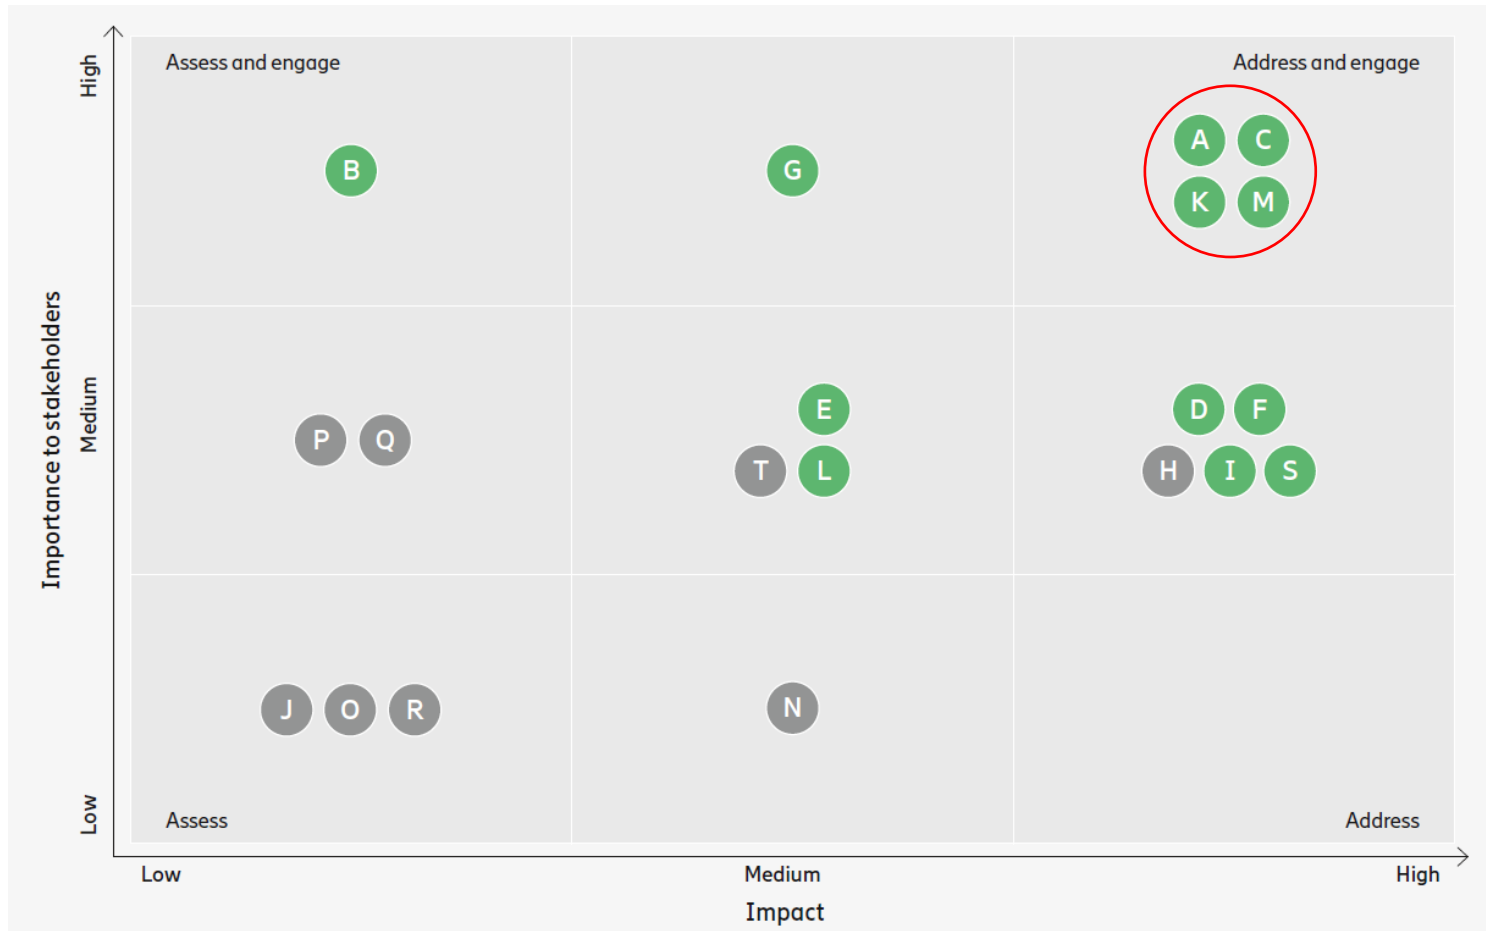 High
Assess and engage
Address and engage
A C
B
G
K M
Importance to stakeholders
Medium
E
D F
P Q
T L
H I S
J O R
N
Low
Assess
Address
Low
Medium
High
Impact